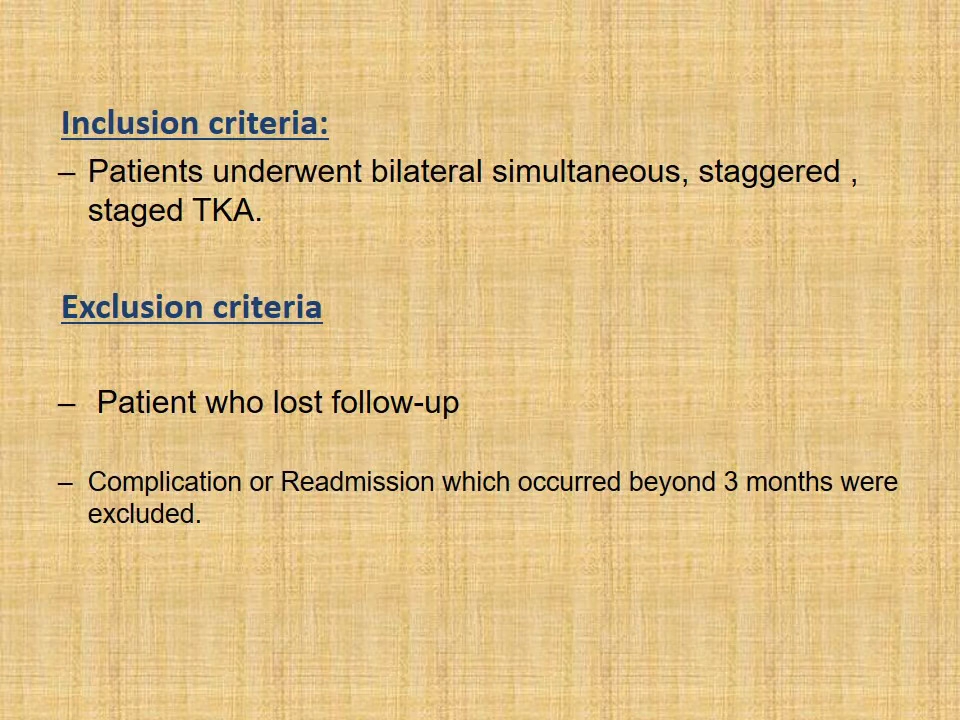 Inclusion criteria:
– Patients underwent bilateral simultaneous, staggered ,
staged TKA.
Exclusion criteria
– Patient who lost follow-up
– Complication or Readmission which occurred beyond 3 months were
excluded.